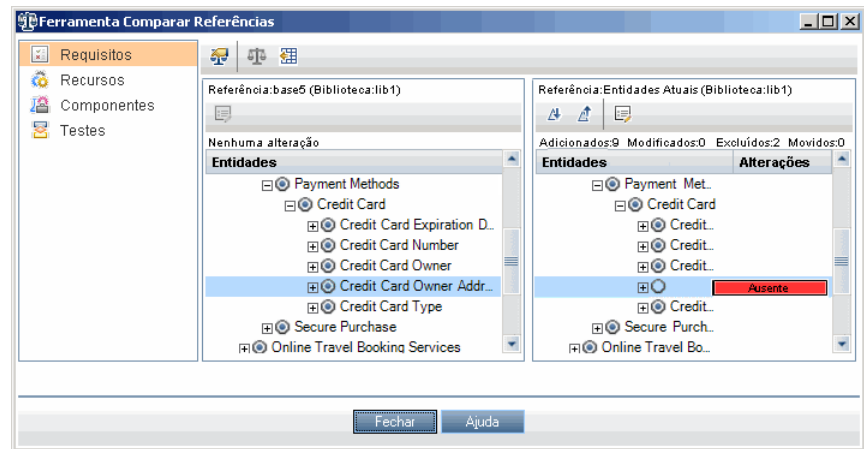 Ferramenta Comparar Referências
Requisitos
Recursos
Componentes
Testes
Referência:base5 (Biblioteca:lib1)
Nenhuma alteração
Entidades
Payment Methods
Credit Card
Credit Card Expiration D...
Credit Card Number
Credit Card Owner
Credit Card Owner Addr...
Credit Card Type
Secure Purchase
Online Travel Booking Services
Referência:Entidades Atuais (Biblioteca:lib1)
Adicionados:9 Modificados:0 Excluídos:2 Movidos:0
Entidades Alterações
Payment Met...
Credit Card
Credit...
Credit...
Credit...
Ausente
Credit...
Secure Purch...
Online Travel Bo...
Fechar Ajuda